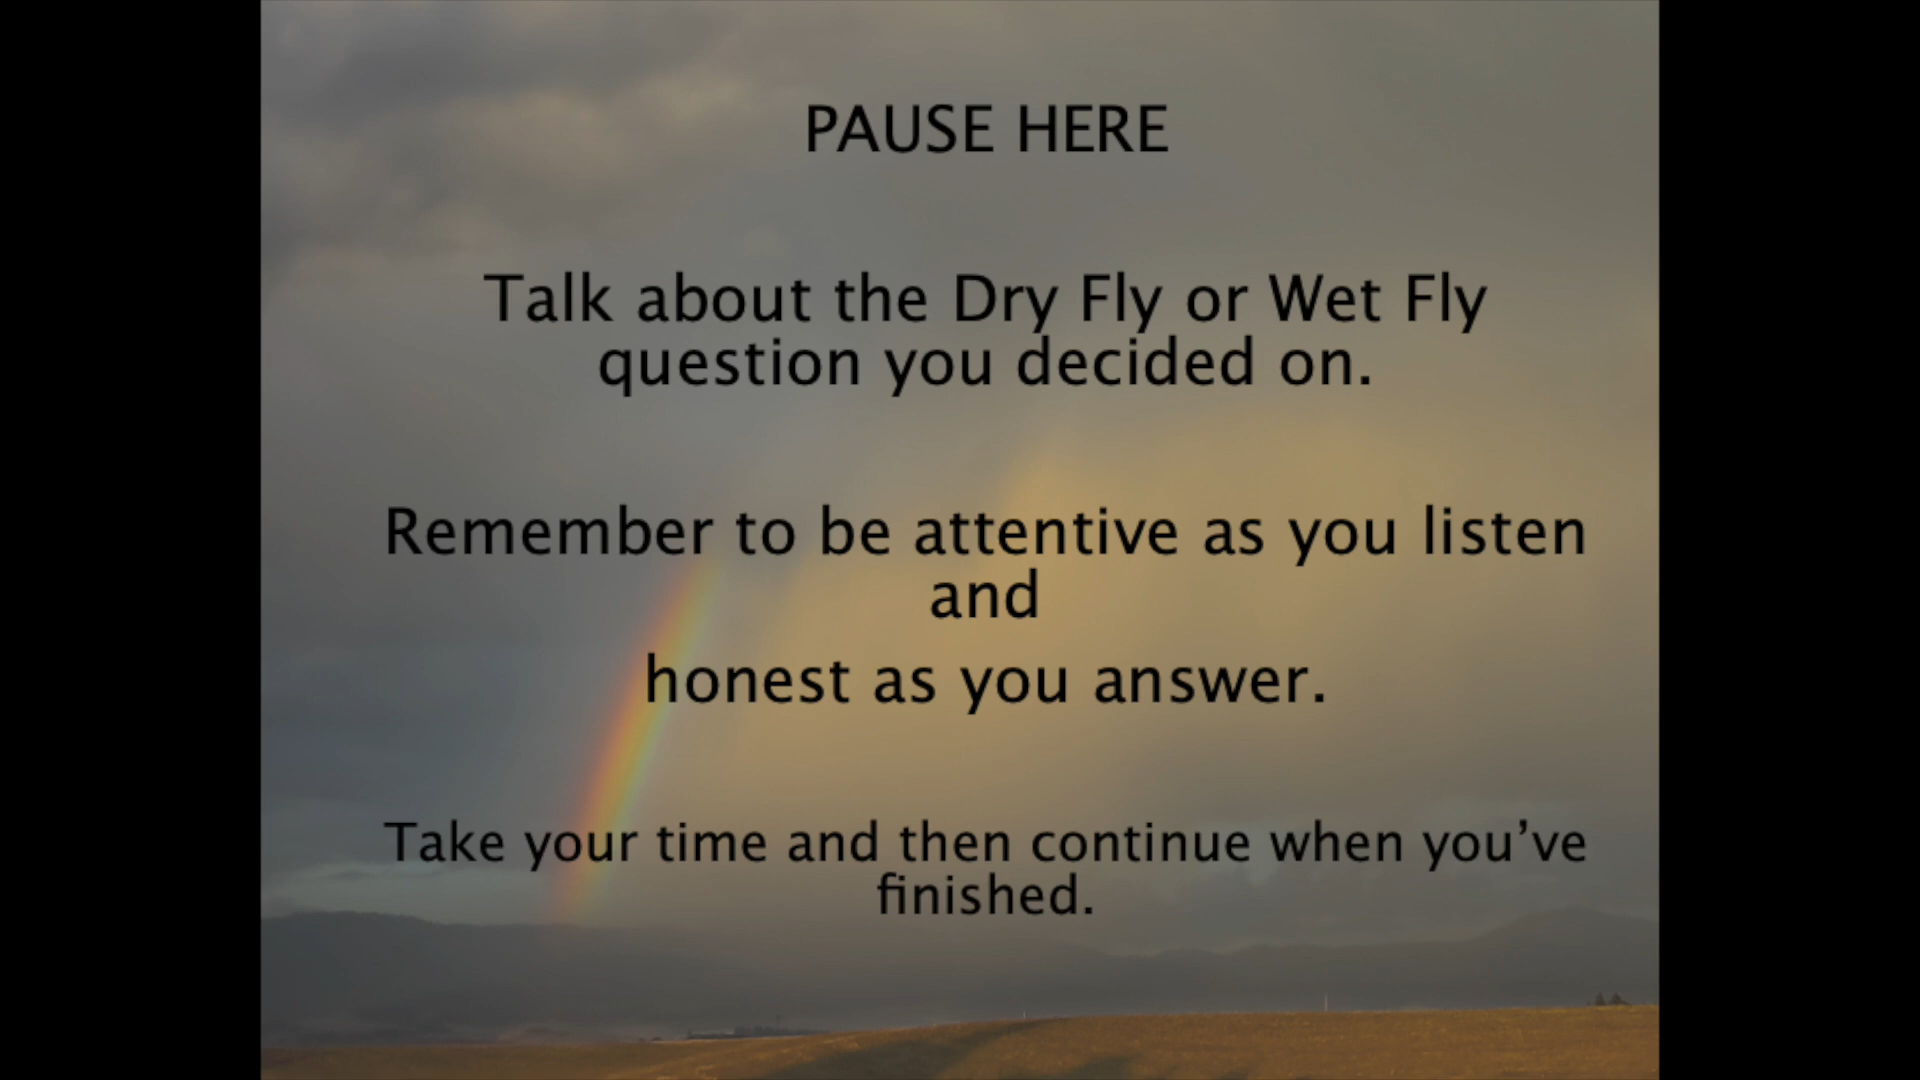 PAUSE HERE
Talk about the Dry Fly or Wet Fly
question you decided on.
Remember to be attentive as you listen
and
honest as you answer.
Take your time and then continue when you’ve
finished.